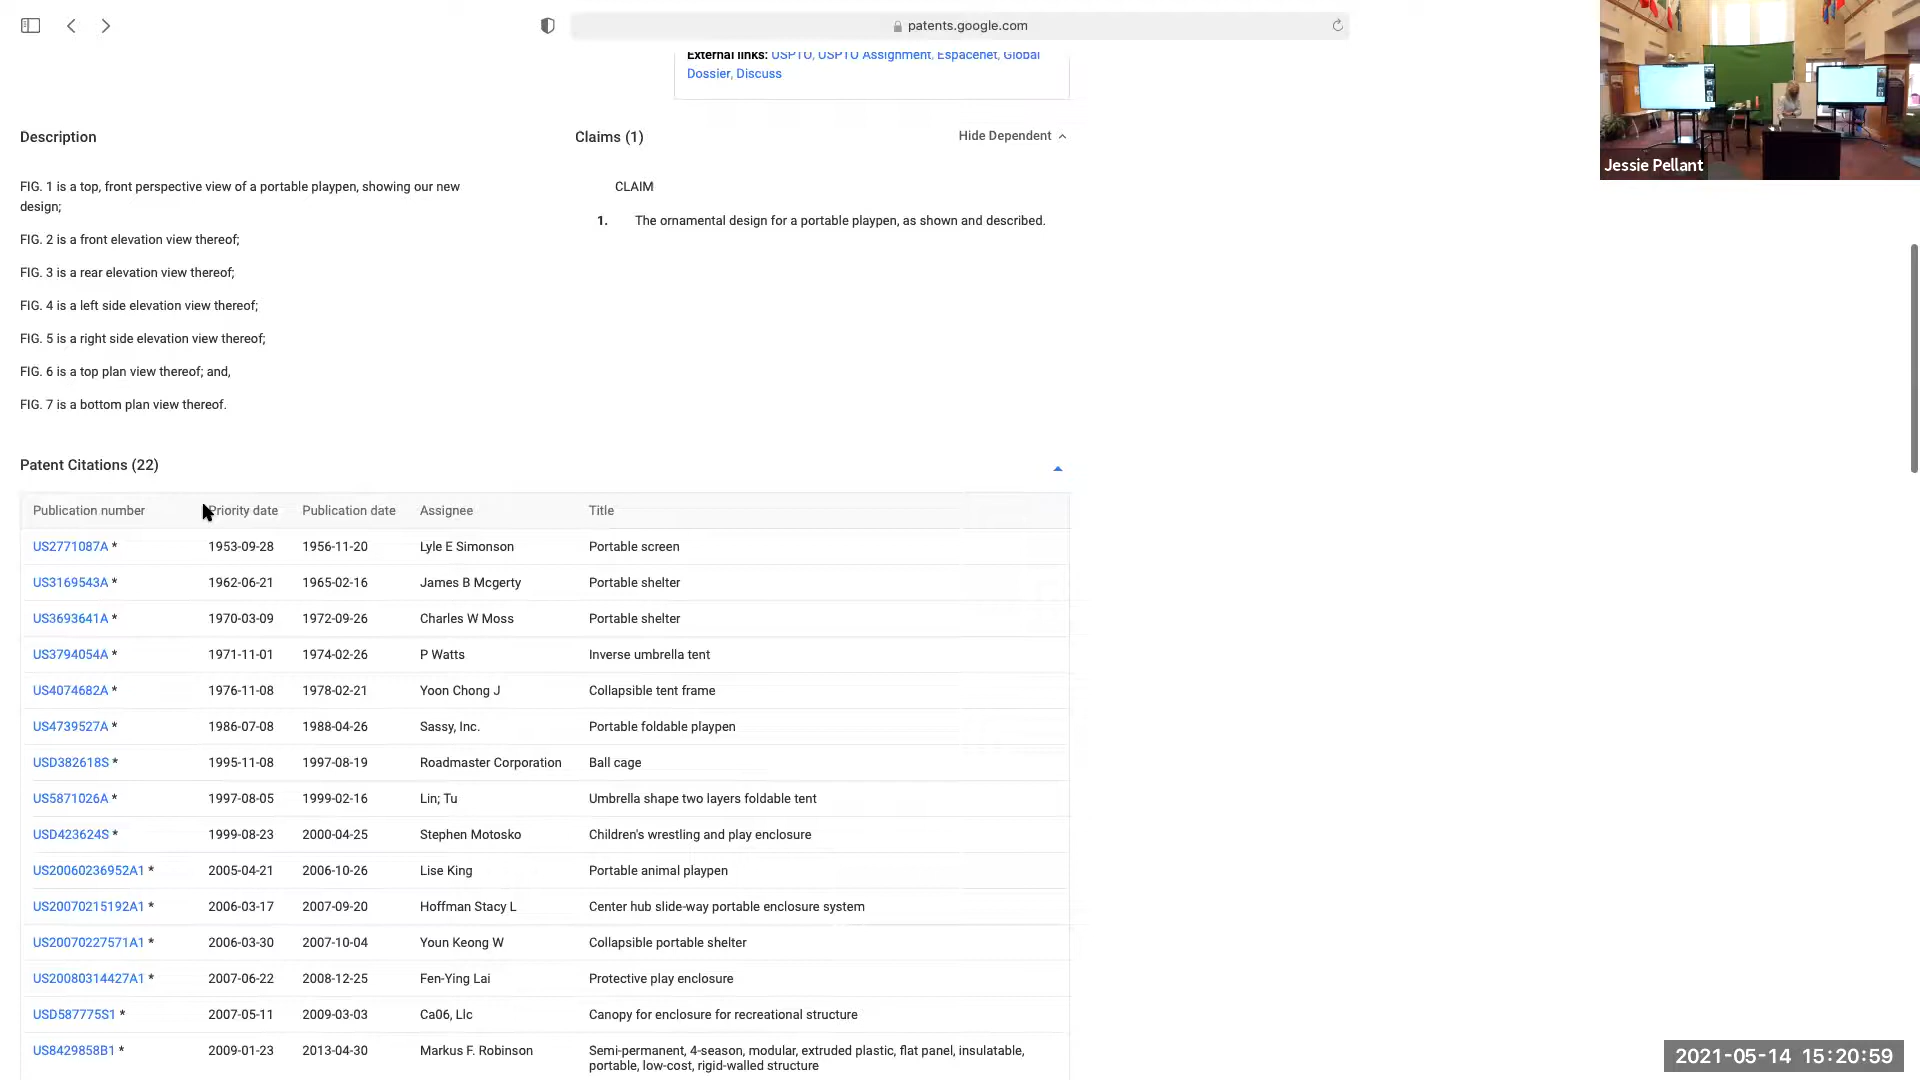 patents.google.com
External links: USPTO, USPTO Assignment, Espacenet, Global
Dossier, Discuss
Jessie Pellant
Description
Claims (1)
Hide Dependent
FIG. 1 is a top, front perspective view of a portable playpen, showing our new
design;
FIG. 2 is a front elevation view thereof;
FIG. 3 is a rear elevation view thereof;
FIG. 4 is a left side elevation view thereof;
FIG. 5 is a right side elevation view thereof;
FIG. 6 is a top plan view thereof; and,
FIG. 7 is a bottom plan view thereof.
CLAIM
1. The ornamental design for a portable playpen, as shown and described.
Patent Citations (22)
Publication number Priority date Publication date Assignee Title
US2771087A * 1953-09-28 1956-11-20 Lyle E Simonson Portable screen
US3169543A * 1962-06-21 1965-02-16 James B Mcgerty Portable shelter
US3693641A * 1970-03-09 1972-09-26 Charles W Moss Portable shelter
US3794054A * 1971-11-01 1974-02-26 P Watts Inverse umbrella tent
US4074682A * 1976-11-08 1978-02-21 Yoon Chong J Collapsible tent frame
US4739527A * 1986-07-08 1988-04-26 Sassy, Inc. Portable foldable playpen
USD382618S * 1995-11-08 1997-08-19 Roadmaster Corporation Ball cage
US5871026A * 1997-08-05 1999-02-16 Lin; Tu Umbrella shape two layers foldable tent
USD423624S * 1999-08-23 2000-04-25 Stephen Motosko Children's wrestling and play enclosure
US20060236952A1 * 2005-04-21 2006-10-26 Lise King Portable animal playpen
US20070215192A1 * 2006-03-17 2007-09-20 Hoffman Stacy L Center hub slide-way portable enclosure system
US20070227571A1 * 2006-03-30 2007-10-04 Youn Keong W Collapsible portable shelter
US20080314427A1 * 2007-06-22 2008-12-25 Fen-Ying Lai Protective play enclosure
USD587775S1 * 2007-05-11 2009-03-03 Ca06, Llc Canopy for enclosure for recreational structure
US8429858B1 * 2009-01-23 2013-04-30 Markus F. Robinson Semi-permanent, 4-season, modular, extruded plastic, flat panel, insulatable,
portable, low-cost, rigid-walled structure
2021-05-14 15:20:59